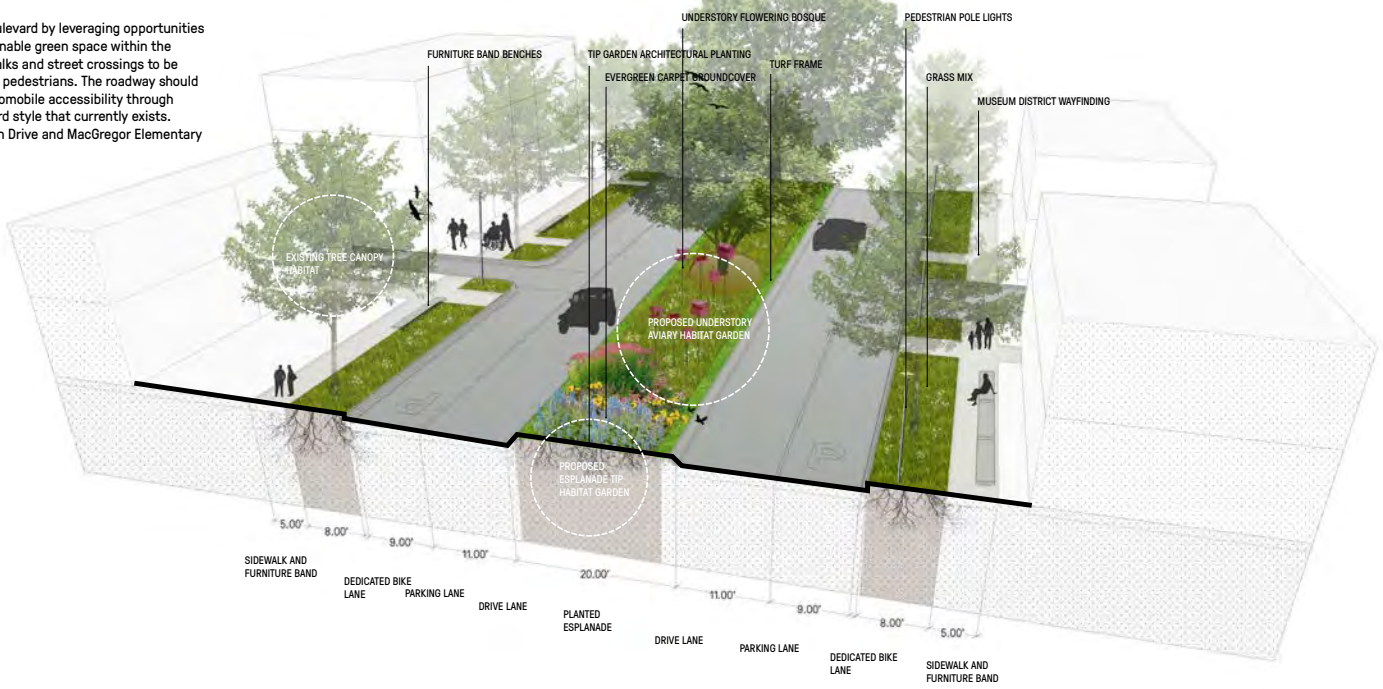 ulevard by leveraging opportunities
nable green space within the
alks and street crossings to be
pedestrians. The roadway should
omobile accessibility through
rd style that currently exists.
n Drive and MacGregor Elementary
UNDERSTORY FLOWERING BOSQUE
PEDESTRIAN POLE LIGHTS
FURNITURE BAND BENCHES
TIP GARDEN ARCHITECTURAL PLANTING
TURF FRAME
EVERGREEN CARPET GROUNDCOVER
GRASS MIX
MUSEUM DISTRICT WAYFINDING
EXISTING TREE CANOPY
HABITAT
PROPOSED UNDERSTORY
AVIARY HABITAT GARDEN
PROPOSED
ESPLANADE TIP
HABITAT GARDEN
5.00'
8.00'
9.00'
11.00'
20.00'
11.00'
9.00'
8.00'
5.00'
SIDEWALK AND
FURNITURE BAND
DEDICATED BIKE
LANE
PARKING LANE
DRIVE LANE
PLANTED
ESPLANADE
DRIVE LANE
PARKING LANE
DEDICATED BIKE
LANE
SIDEWALK AND
FURNITURE BAND